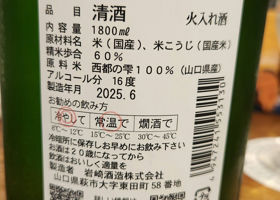 品目 清酒 火入れ酒
内容量 1800ml
原材料名 米(国産)、米こうじ(国産)
精米歩合 60%
原料米 西都の雫100%(山口県産)
アルコール分 16度
製造年月 2025.6
お勧めの飲み方
冷やして 常温で 燗酒で
6℃~12℃ 15℃~25℃ 30℃~45℃
冷暗所に保存しお早めにお飲み下さい
お酒は20歳になってから
お酒はおいしく適量を
製造者 岩崎酒造株式会社
山口県萩市大字東田町58番地
4947245553130